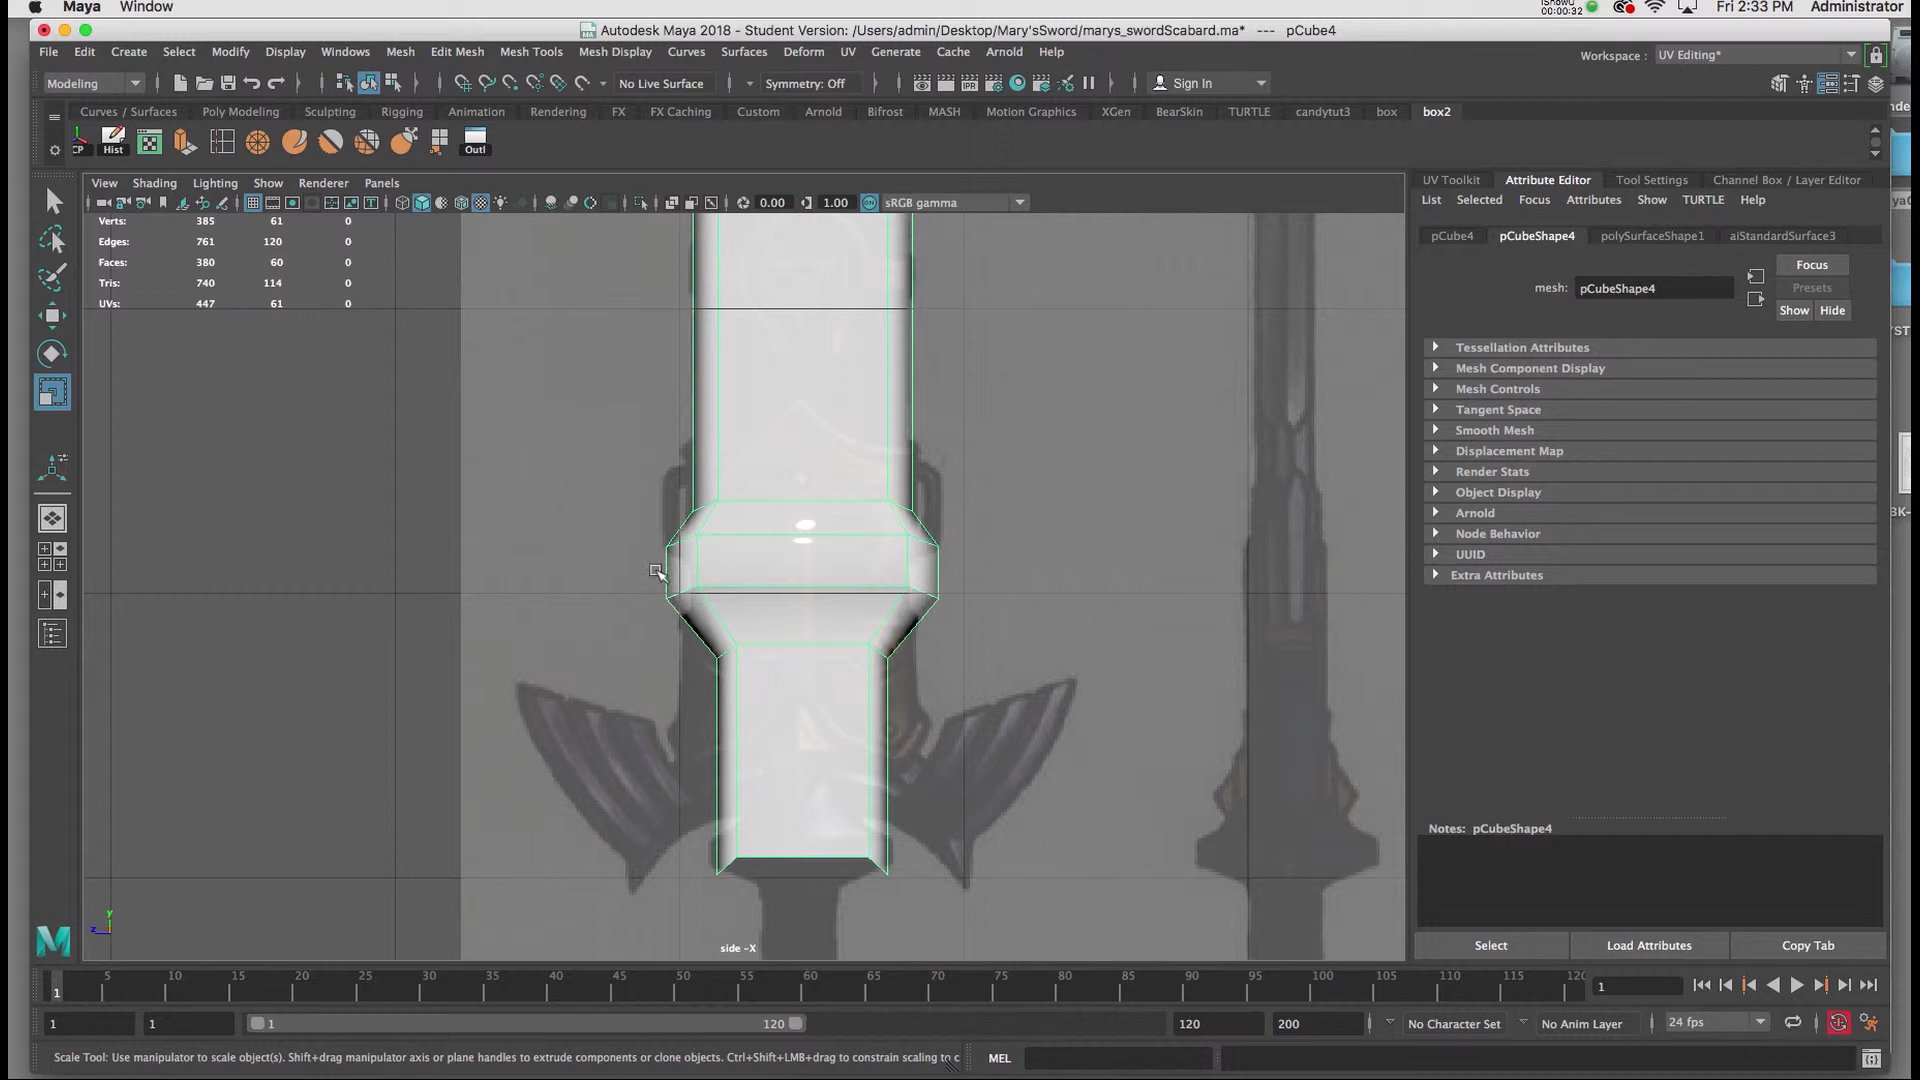 Maya Window
00:00:32 Fri 2:33 PM Administrator
Autodesk Maya 2018 - Student Version: /Users/admin/Desktop/Mary'sSword/marys_swordScabard.ma* --- pCube4
File Edit Create Select Modify Display Windows Mesh Edit Mesh Mesh Tools Mesh Display Curves Surfaces Deform UV Generate Cache Arnold Help
Workspace : UV Editing*
Modeling No Live Surface Symmetry: Off Sign In
Curves / Surfaces Poly Modeling Sculpting Rigging Animation Rendering FX FX Caching Custom Arnold Bifrost MASH Motion Graphics XGen BearSkin TURTLE candytut3 box box2
CP Hist Outl
View Shading Lighting Show Renderer Panels
0.00 1.00 sRGB gamma
Verts: 385 61 0
Edges: 761 120 0
Faces: 380 60 0
Tris: 740 114 0
UVs: 447 61 0
side -X
y
z
UV Toolkit Attribute Editor Tool Settings Channel Box / Layer Editor
List Selected Focus Attributes Show TURTLE Help
pCube4 pCubeShape4 polySurfaceShape1 aiStandardSurface3
mesh: pCubeShape4
Focus
Presets
Show Hide
Tessellation Attributes
Mesh Component Display
Mesh Controls
Tangent Space
Smooth Mesh
Displacement Map
Render Stats
Object Display
Arnold
Node Behavior
UUID
Extra Attributes
Notes: pCubeShape4
Select Load Attributes Copy Tab
5 10 15 20 25 30 35 40 45 50 55 60 65 70 75 80 85 90 95 100 105 110 115 120
1 1
1 1 1 120 120 200 No Character Set No Anim Layer 24 fps
Scale Tool: Use manipulator to scale object(s). Shift+drag manipulator axis or plane handles to extrude components or clone objects. Ctrl+Shift+LMB+drag to constrain scaling to c
MEL